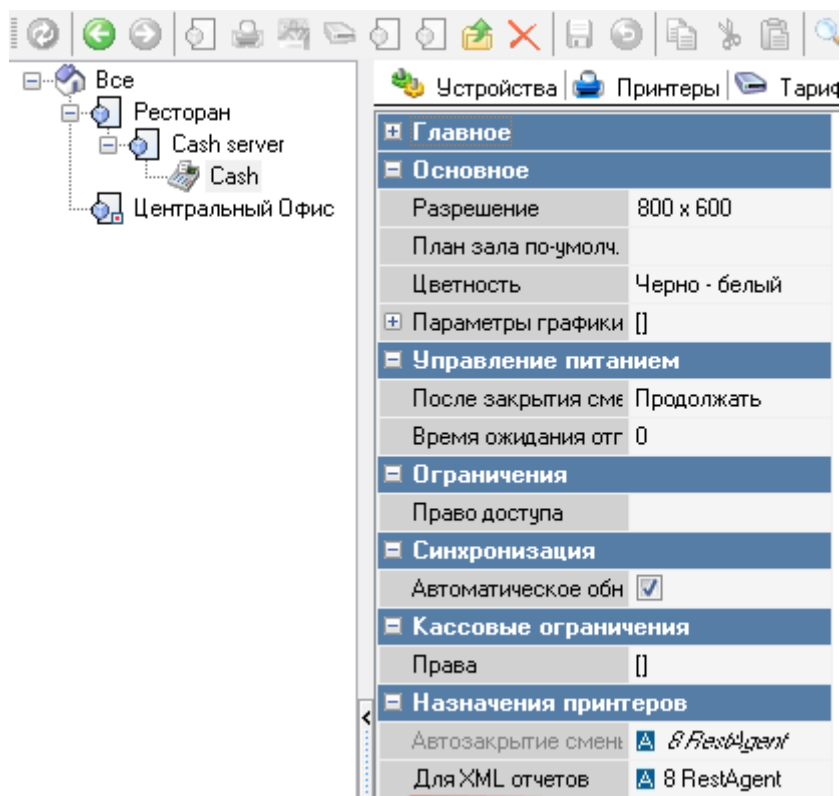 Все
Ресторан
Cash server
Cash
Центральный Офис
Устройства Принтеры Тариф
Главное
Основное
Разрешение 800 x 600
План зала по-умолч.
Цветность Черно - белый
Параметры графики []
Управление питанием
После закрытия сме Продолжать
Время ожидания отг 0
Ограничения
Право доступа
Синхронизация
Автоматическое обн
Кассовые ограничения
Права []
Назначения принтеров
Автозакрытие смень A 8 RestAgent
Для XML отчетов A 8 RestAgent